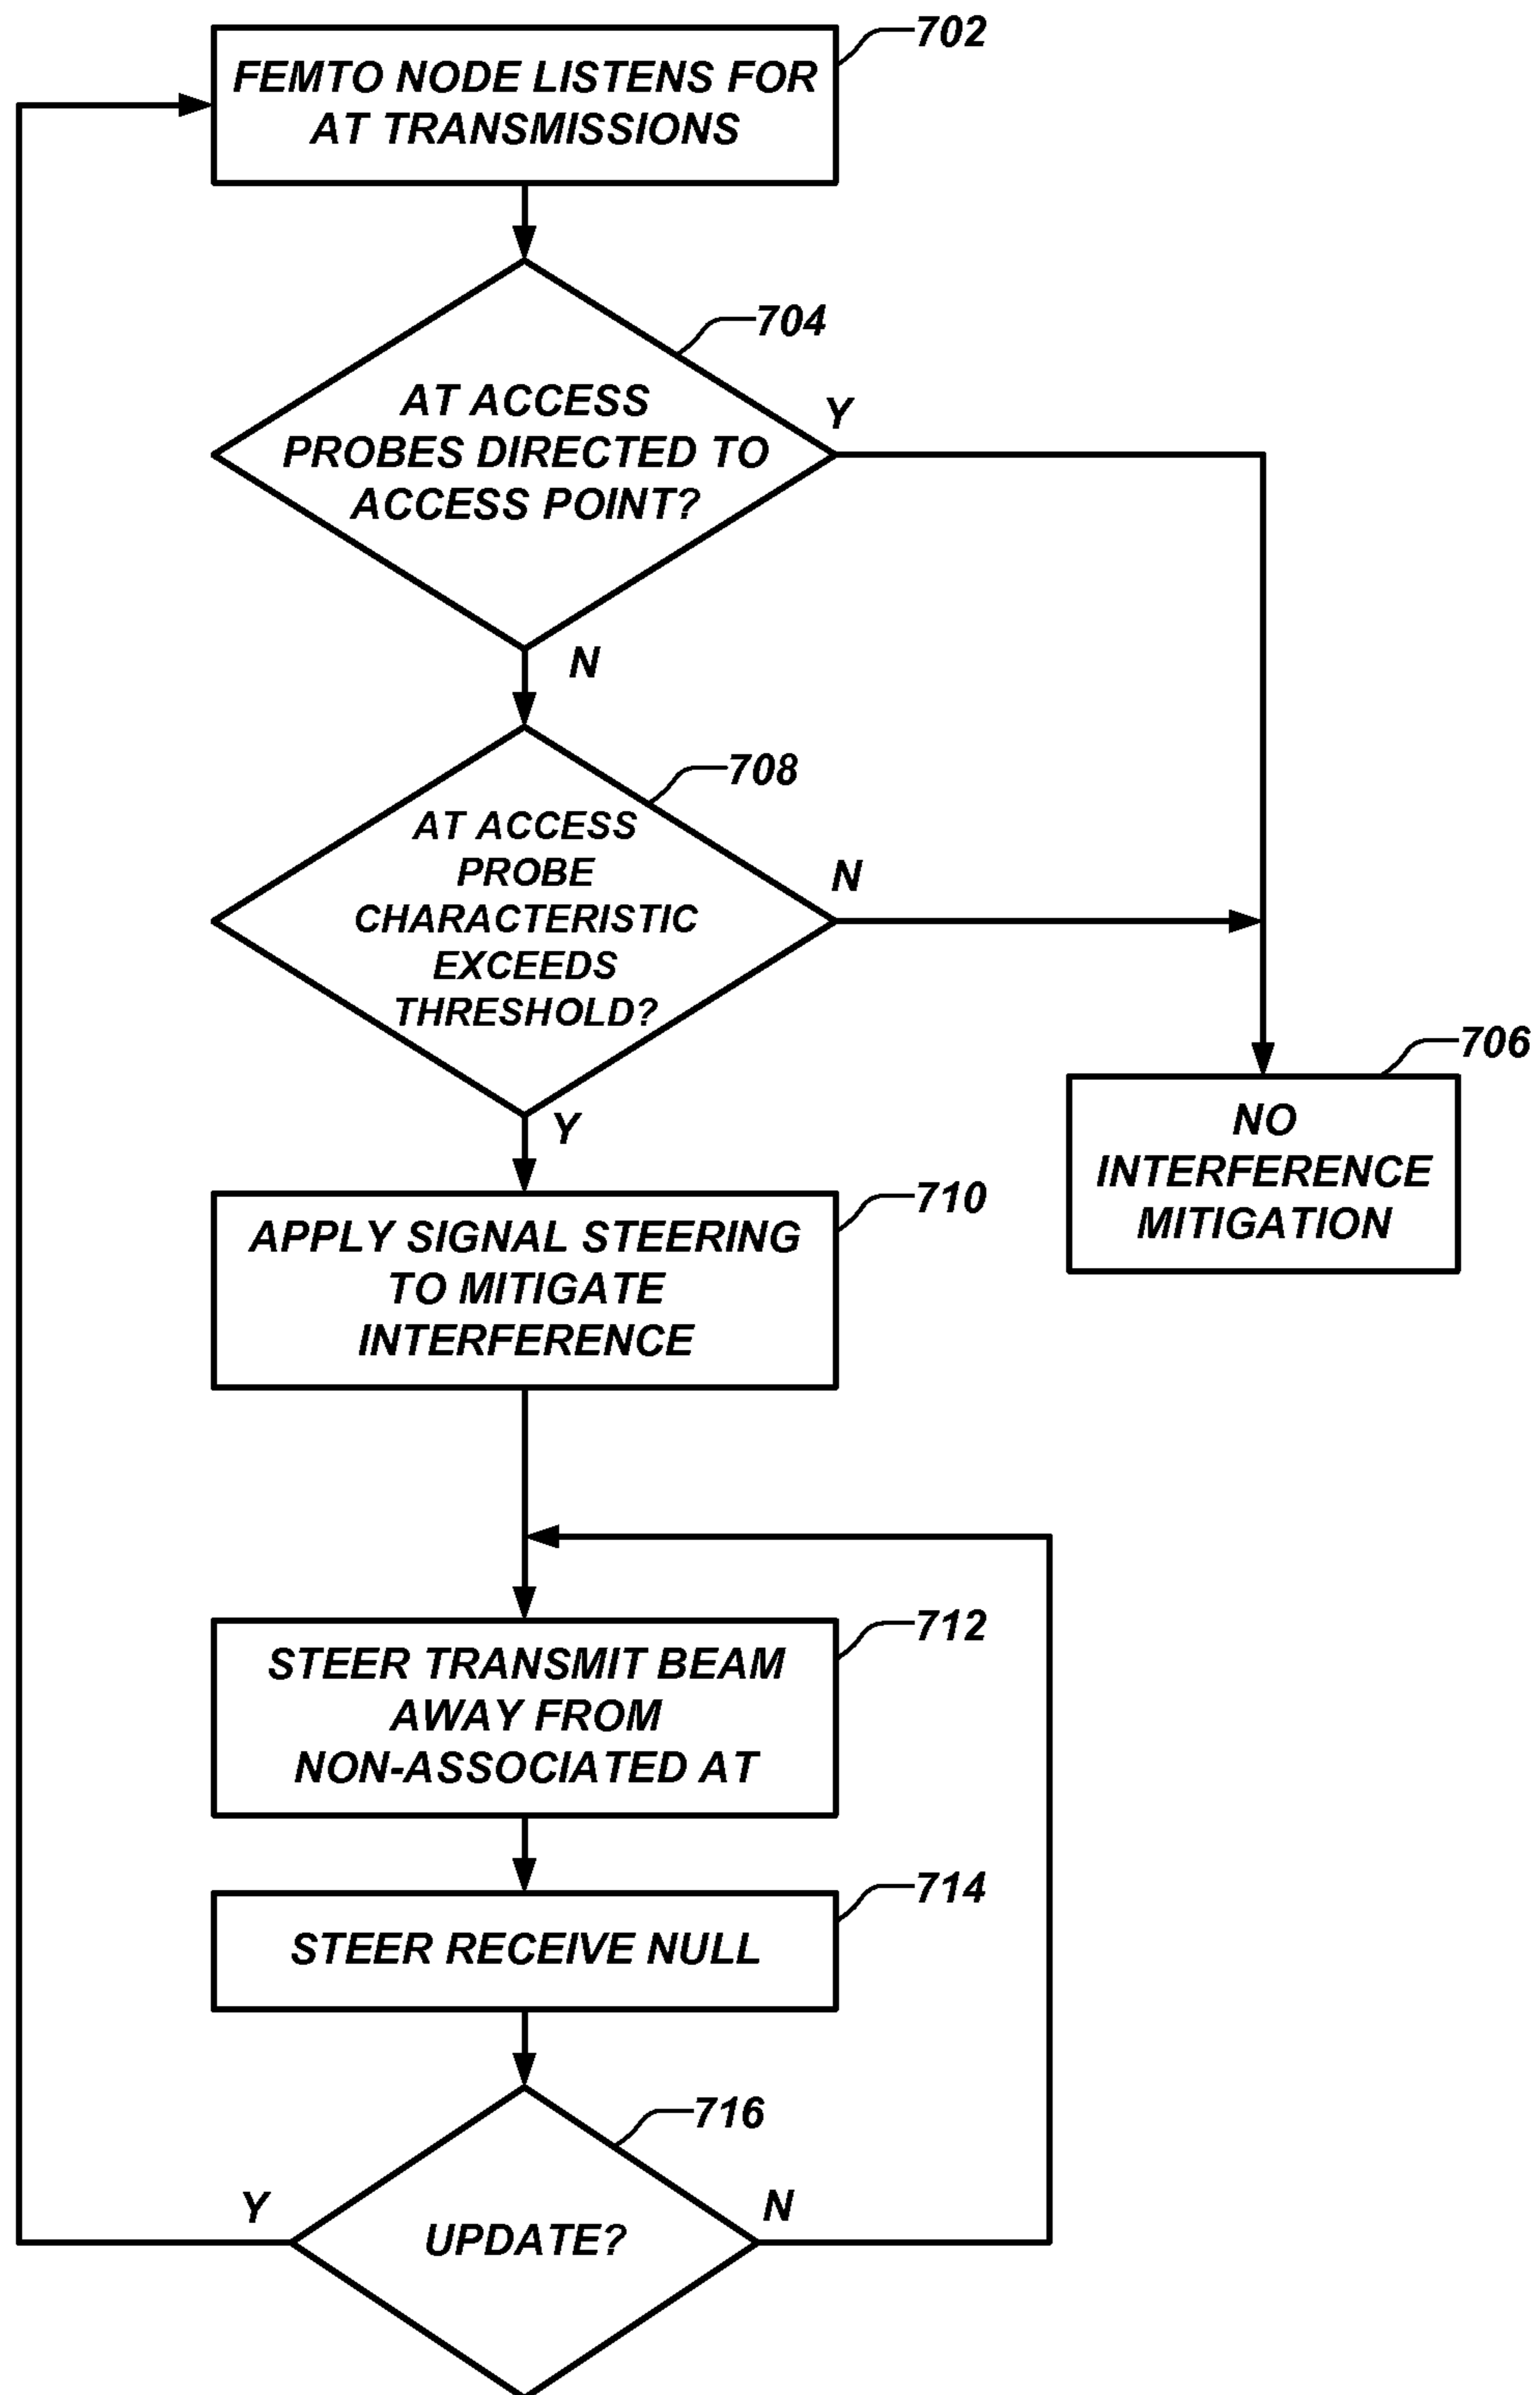 702
FEMTO NODE LISTENS FOR
AT TRANSMISSIONS
704
AT ACCESS
PROBES DIRECTED TO
ACCESS POINT?
Y
N
708
AT ACCESS
PROBE
CHARACTERISTIC
EXCEEDS
THRESHOLD?
N
Y
706
NO
INTERFERENCE
MITIGATION
710
APPLY SIGNAL STEERING
TO MITIGATE
INTERFERENCE
712
STEER TRANSMIT BEAM
AWAY FROM
NON-ASSOCIATED AT
714
STEER RECEIVE NULL
716
Y
N
UPDATE?